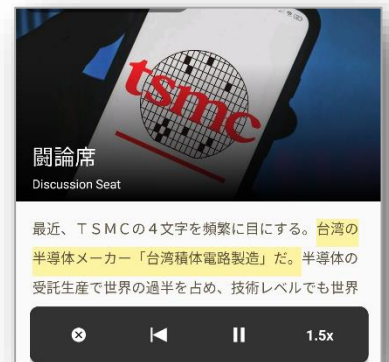 tsmc
闘論席
Discussion Seat
最近、ＴＳＭＣの４文字を頻繁に目にする。台湾の
半導体メーカー「台湾積体電路製造」だ。半導体の
受託生産で世界の過半を占め、技術レベルでも世界
1.5x